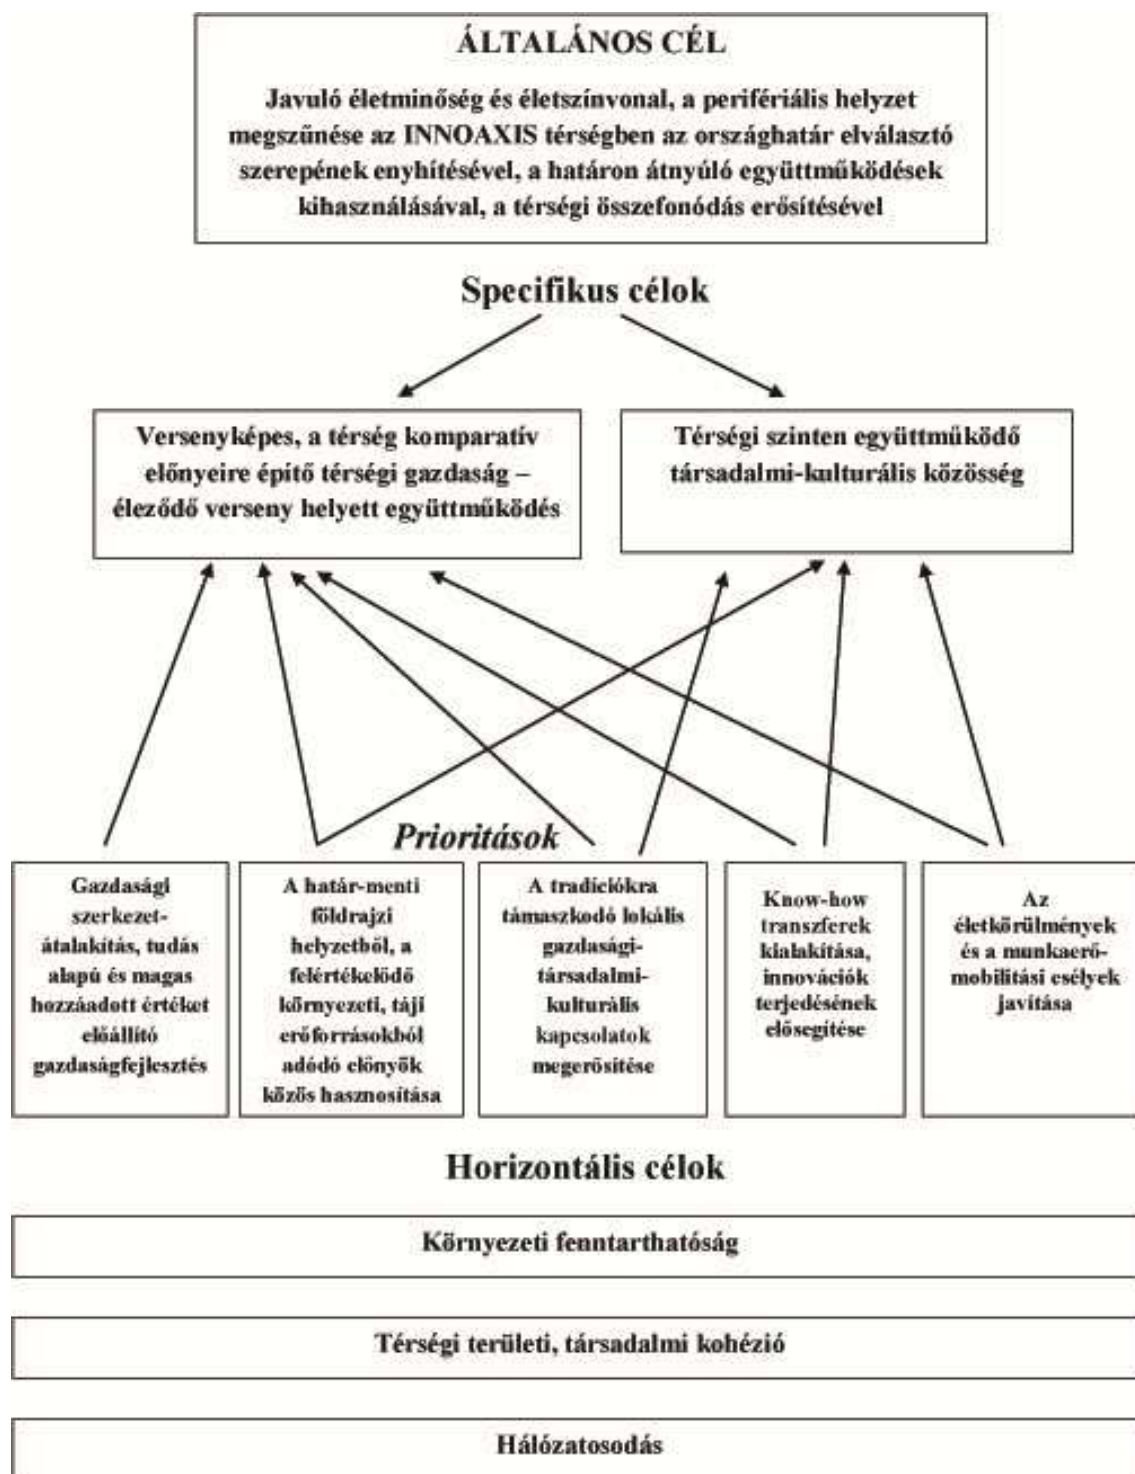 ÁLTALÁNOS CÉL
Javuló életminőség és életszínvonal, a perifériális helyzet
megszűnése az INNOAXIS térségben az országhatár elválasztó
szerepének enyhítésével, a határon átnyúló együttműködések
kihasználásával, a térségi összefonódás erősítésével
Specifikus célok
Versenyképes, a térség komparatív
előnyeire építő térségi gazdaság –
éleződő verseny helyett együttműködés
Térségi szinten együttműködő
társadalmi-kulturális közösség
Prioritások
Gazdasági
szerkezet-
átalakítás, tudás
alapú és magas
hozzáadott értéket
előállító
gazdaságfejlesztés
A határ-menti
földrajzi
helyzetből, a
felértékelődő
környezeti, táji
erőforrásokból
adódó előnyök
közös hasznosítása
A tradíciókra
támaszkodó lokális
gazdasági-
társadalmi-
kulturális
kapcsolatok
megerősítése
Know-how
transzferek
kialakítása,
innovációk
terjedésének
elősegítése
Az
életkörülmények
és a munkaerő-
mobilitási esélyek
javítása
Horizontális célok
Környezeti fenntarthatóság
Térségi területi, társadalmi kohézió
Hálózatosodás